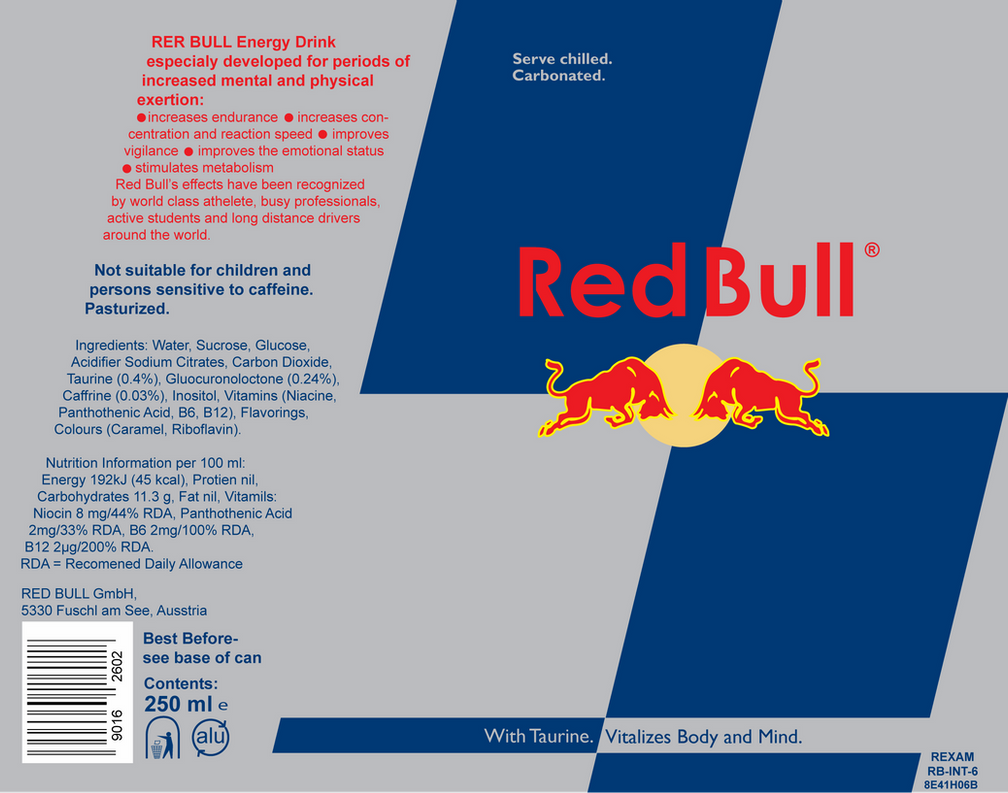 RER BULL Energy Drink
especialy developed for periods of
increased mental and physical
exertion:
● increases endurance ● increases con-
centration and reaction speed ● improves
vigilance ● improves the emotional status
● stimulates metabolism
Red Bull's effects have been recognized
by world class athelete, busy professionals,
active students and long distance drivers
around the world.
Not suitable for children and
persons sensitive to caffeine.
Pasturized.
Ingredients: Water, Sucrose, Glucose,
Acidifier Sodium Citrates, Carbon Dioxide,
Taurine (0.4%), Gluocuronoloctone (0.24%),
Caffrine (0.03%), Inositol, Vitamins (Niacine,
Panthothenic Acid, B6, B12), Flavorings,
Colours (Caramel, Riboflavin).
Nutrition Information per 100 ml:
Energy 192kJ (45 kcal), Protien nil,
Carbohydrates 11.3 g, Fat nil, Vitamils:
Niocin 8 mg/44% RDA, Panthothenic Acid
2mg/33% RDA, B6 2mg/100% RDA,
B12 2µg/200% RDA.
RDA = Recomened Daily Allowance
RED BULL GmbH,
5330 Fuschl am See, Ausstria
9016 2602
Best Before-
see base of can
Contents:
250 ml e
alu
Serve chilled.
Carbonated.
Red Bull ®
With Taurine. Vitalizes Body and Mind.
REXAM
RB-INT-6
8E41H06B